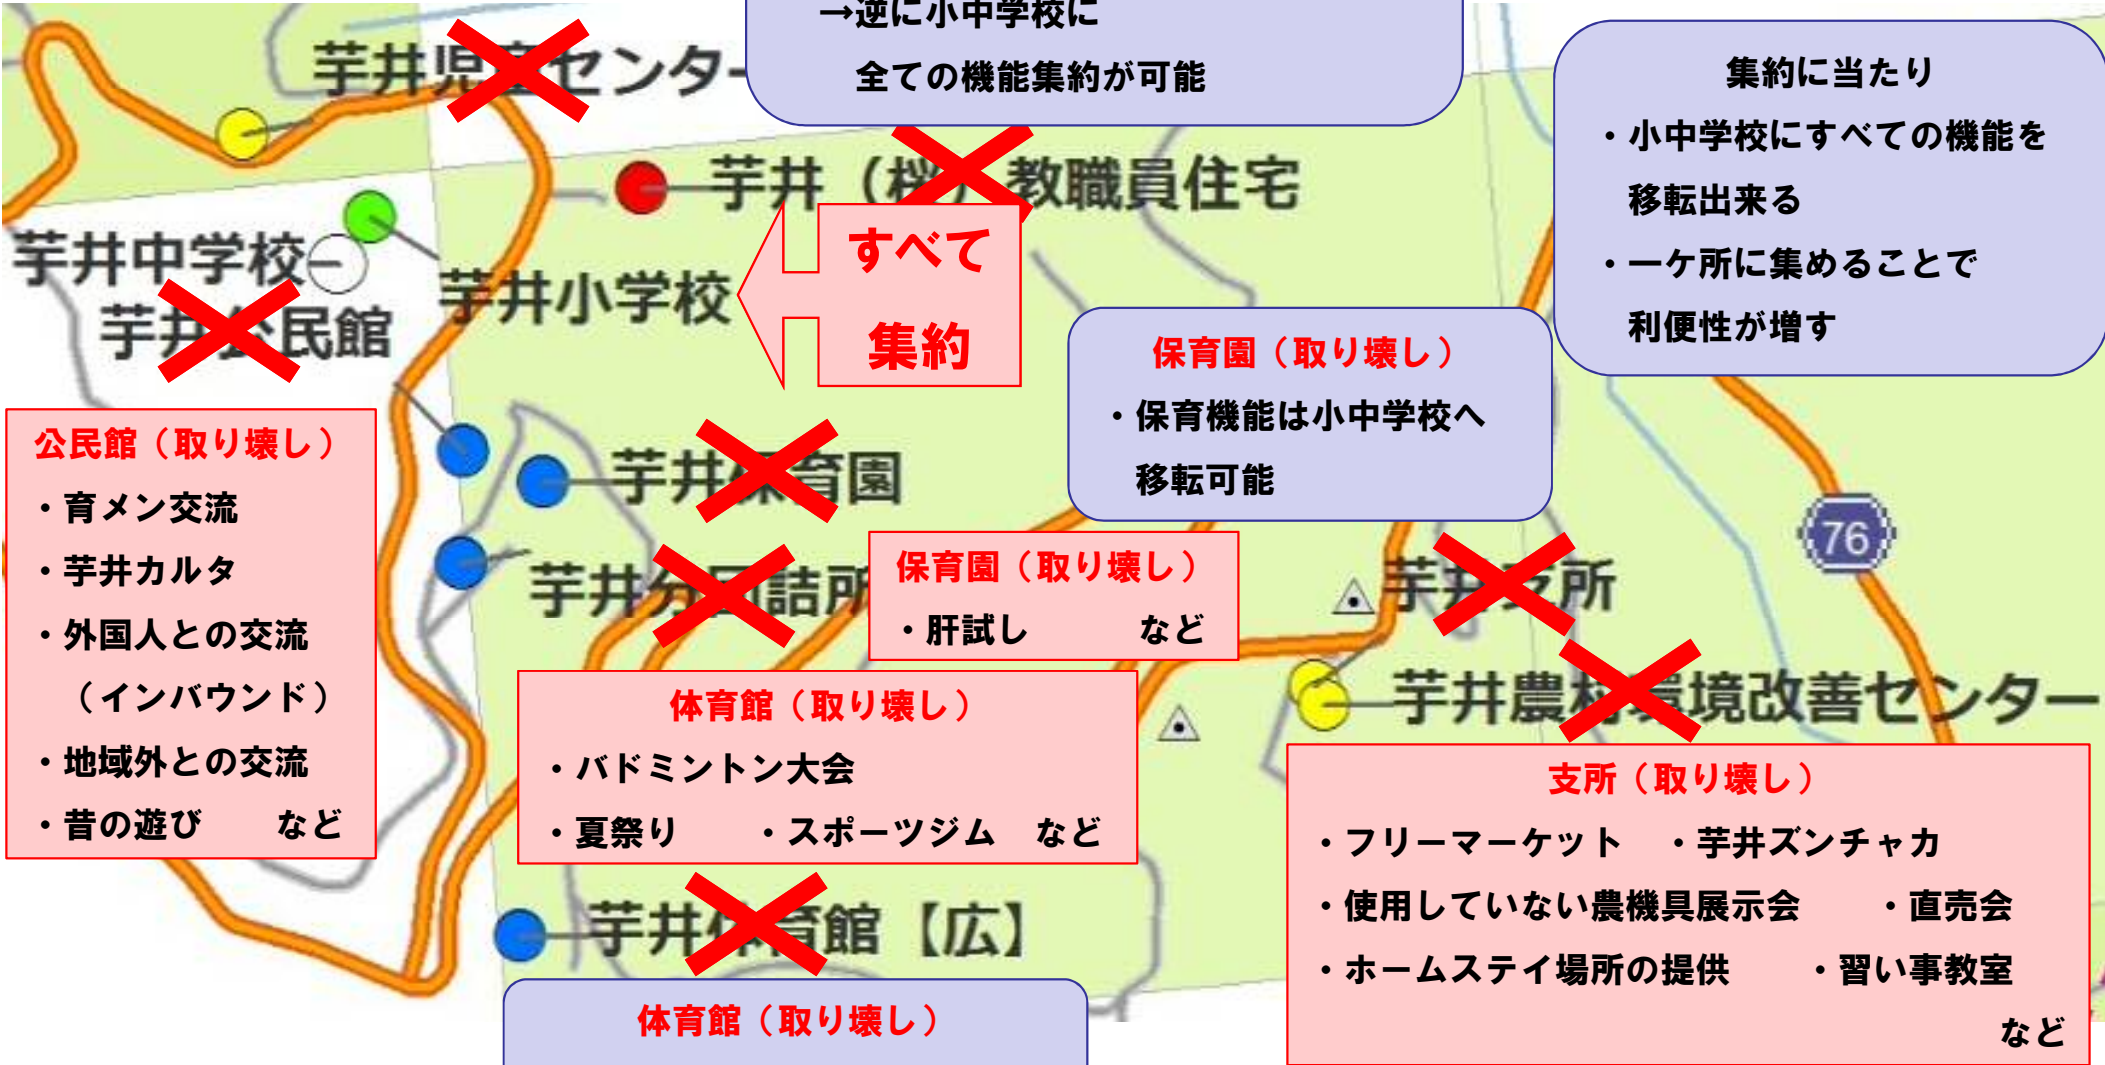 →逆に小中学校に
全ての機能集約が可能
芋井児童センター
集約に当たり
・小中学校にすべての機能を
移転出来る
・一ケ所に集めることで
利便性が増す
芋井（桜）教職員住宅
芋井中学校
芋井小学校
すべて
集約
芋井公民館
保育園（取り壊し）
・保育機能は小中学校へ
移転可能
公民館（取り壊し）
・育メン交流
・芋井カルタ
・外国人との交流
（インバウンド）
・地域外との交流
・昔の遊び　　など
芋井保育園
芋井分団詰所
保育園（取り壊し）
・肝試し　　　など
76
芋井支所
芋井農村環境改善センター
体育館（取り壊し）
・バドミントン大会
・夏祭り　　・スポーツジム　など
支所（取り壊し）
・フリーマーケット　・芋井ズンチャカ
・使用していない農機具展示会　　・直売会
・ホームステイ場所の提供　　・習い事教室
など
芋井体育館【広】
体育館（取り壊し）